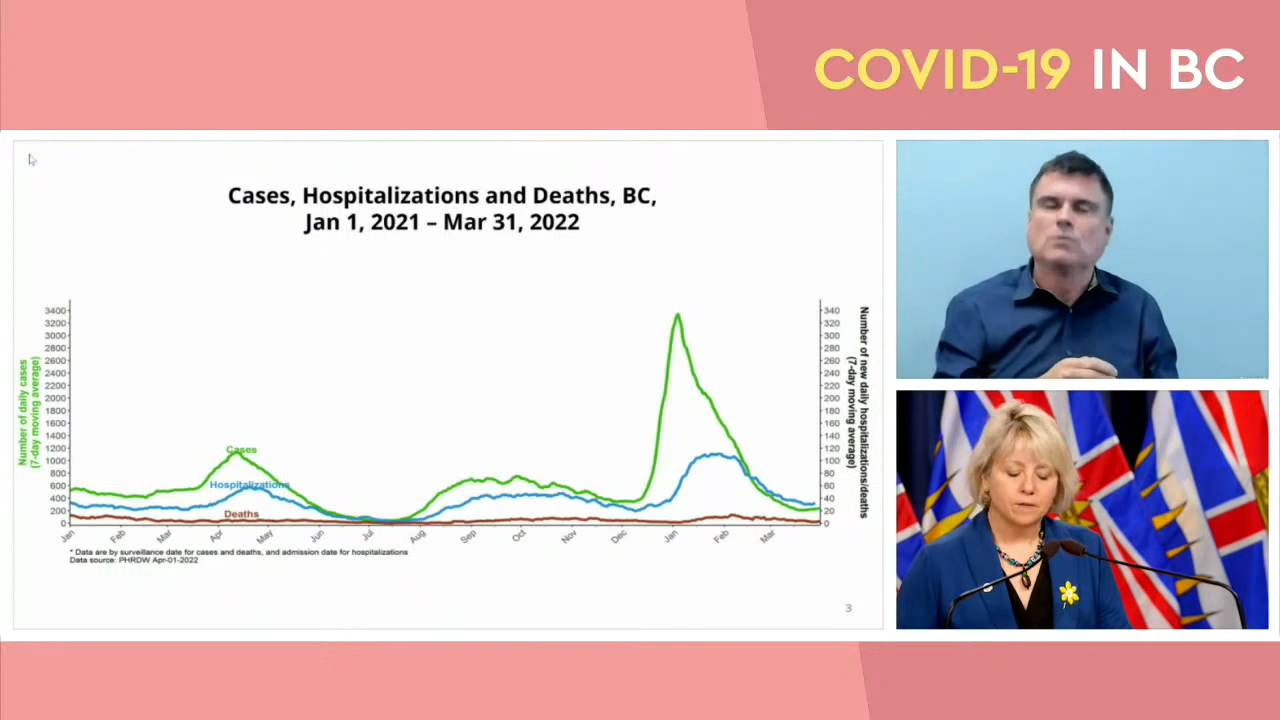 COVID-19 IN BC
Cases, Hospitalizations and Deaths, BC,
Jan 1, 2021 – Mar 31, 2022
Number of daily cases
(7-day moving average)
3400
3200
3000
2800
2600
2400
2200
2000
1800
1600
1400
1200
1000
800
600
400
200
0
Cases
Hospitalizations
Deaths
340
320
300
280
260
240
220
200
180
160
140
120
100
80
60
40
20
0
Number of new daily hospitalizations/deaths
(7-day moving average)
Jan Feb Mar Apr May Jun Jul Aug Sep Oct Nov Dec Jan Feb Mar
* Data are by surveillance date for cases and deaths, and admission date for hospitalizations
Data source: PHRDW Apr-01-2022
3